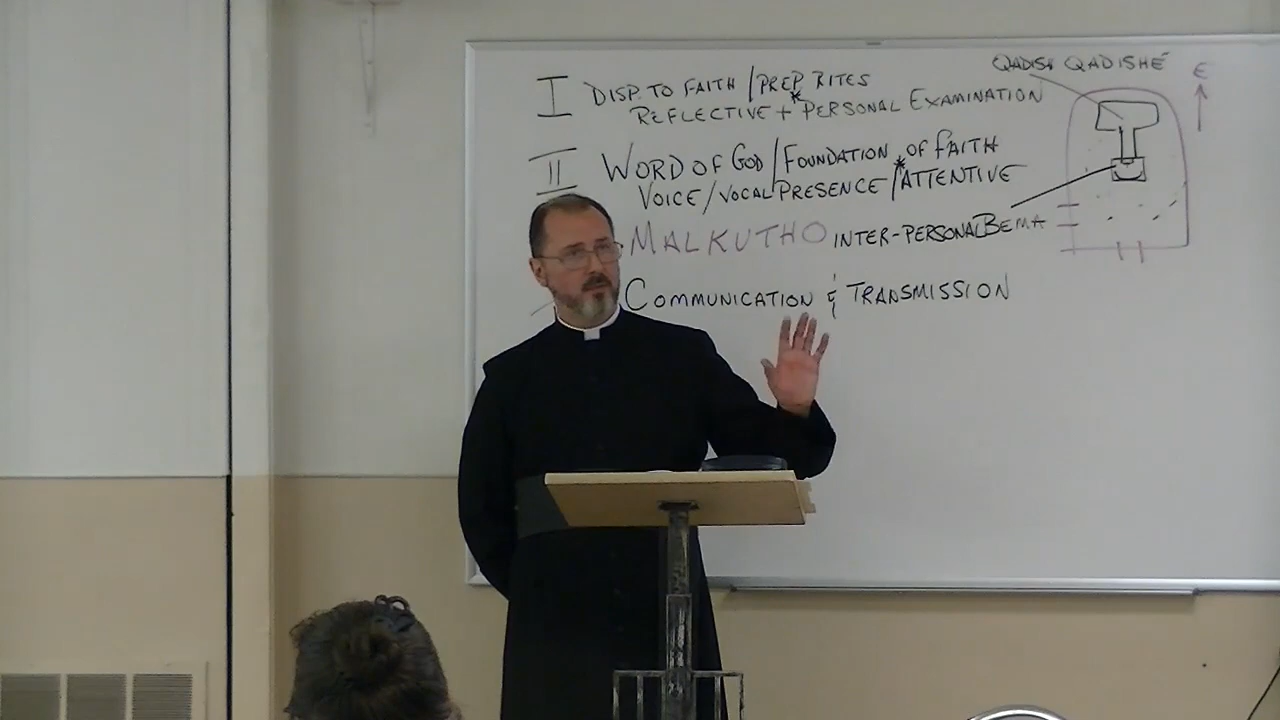 I DISP. TO FAITH / PREP RITES
REFLECTIVE + * PERSONAL EXAMINATION
II WORD OF GOD / FOUNDATION OF FAITH
VOICE / VOCAL PRESENCE / * ATTENTIVE
MALKUTHO INTER-PERSONAL BEMA
COMMUNICATION & TRANSMISSION
QADISH QADISHE
E